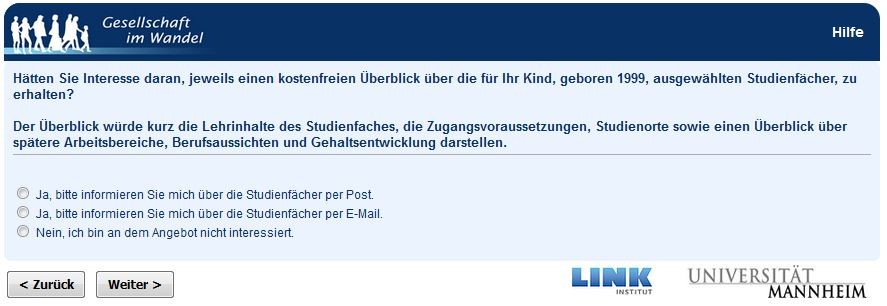 Gesellschaft
im Wandel
Hilfe
Hätten Sie Interesse daran, jeweils einen kostenfreien Überblick über die für Ihr Kind, geboren 1999, ausgewählten Studienfächer, zu
erhalten?
Der Überblick würde kurz die Lehrinhalte des Studienfaches, die Zugangsvoraussetzungen, Studienorte sowie einen Überblick über
spätere Arbeitsbereiche, Berufsaussichten und Gehaltsentwicklung darstellen.
Ja, bitte informieren Sie mich über die Studienfächer per Post.
Ja, bitte informieren Sie mich über die Studienfächer per E-Mail.
Nein, ich bin an dem Angebot nicht interessiert.
< Zurück
Weiter >
LINK
INSTITUT
UNIVERSITÄT
MANNHEIM